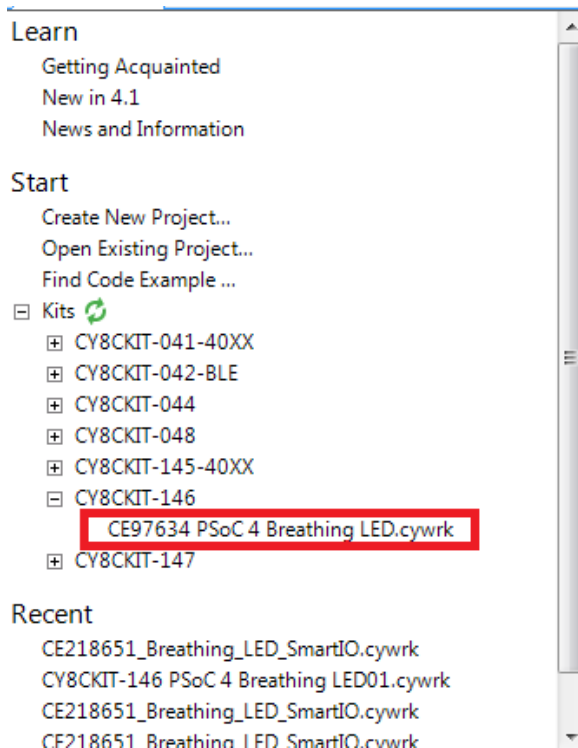 Learn
Getting Acquainted
New in 4.1
News and Information
Start
Create New Project...
Open Existing Project...
Find Code Example ...
Kits
CY8CKIT-041-40XX
CY8CKIT-042-BLE
CY8CKIT-044
CY8CKIT-048
CY8CKIT-145-40XX
CY8CKIT-146
CE97634 PSoC 4 Breathing LED.cywrk
CY8CKIT-147
Recent
CE218651_Breathing_LED_SmartIO.cywrk
CY8CKIT-146 PSoC 4 Breathing LED01.cywrk
CE218651_Breathing_LED_SmartIO.cywrk
CE218651_Breathing_LED_SmartIO.cywrk